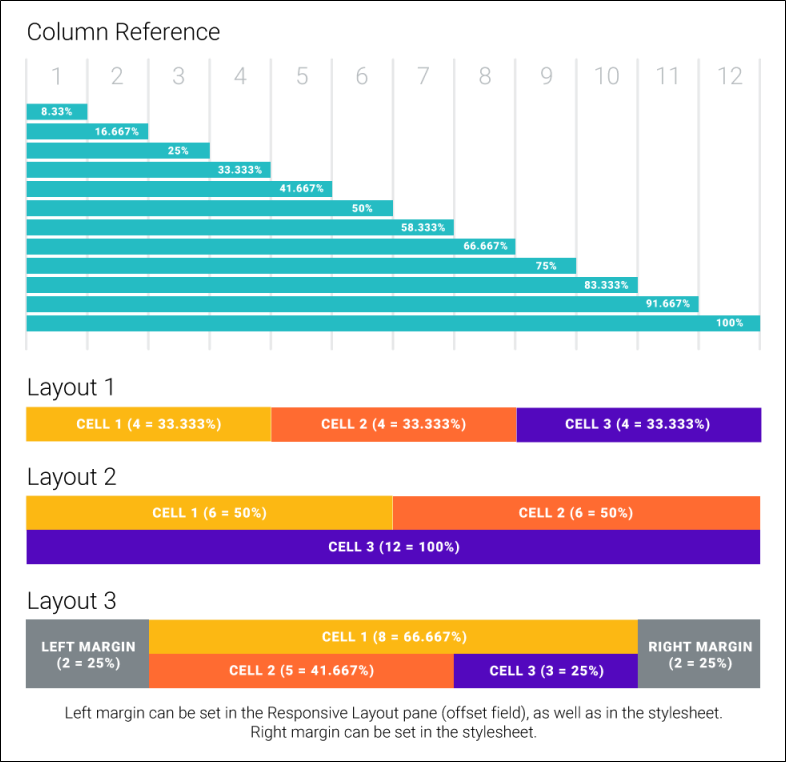 Column Reference
1 2 3 4 5 6 7 8 9 10 11 12
8.33%
16.667%
25%
33.333%
41.667%
50%
58.333%
66.667%
75%
83.333%
91.667%
100%
Layout 1
CELL 1 (4 = 33.333%) CELL 2 (4 = 33.333%) CELL 3 (4 = 33.333%)
Layout 2
CELL 1 (6 = 50%) CELL 2 (6 = 50%)
CELL 3 (12 = 100%)
Layout 3
LEFT MARGIN
(2 = 25%)
CELL 1 (8 = 66.667%)
CELL 2 (5 = 41.667%) CELL 3 (3 = 25%)
RIGHT MARGIN
(2 = 25%)
Left margin can be set in the Responsive Layout pane (offset field), as well as in the stylesheet.
Right margin can be set in the stylesheet.